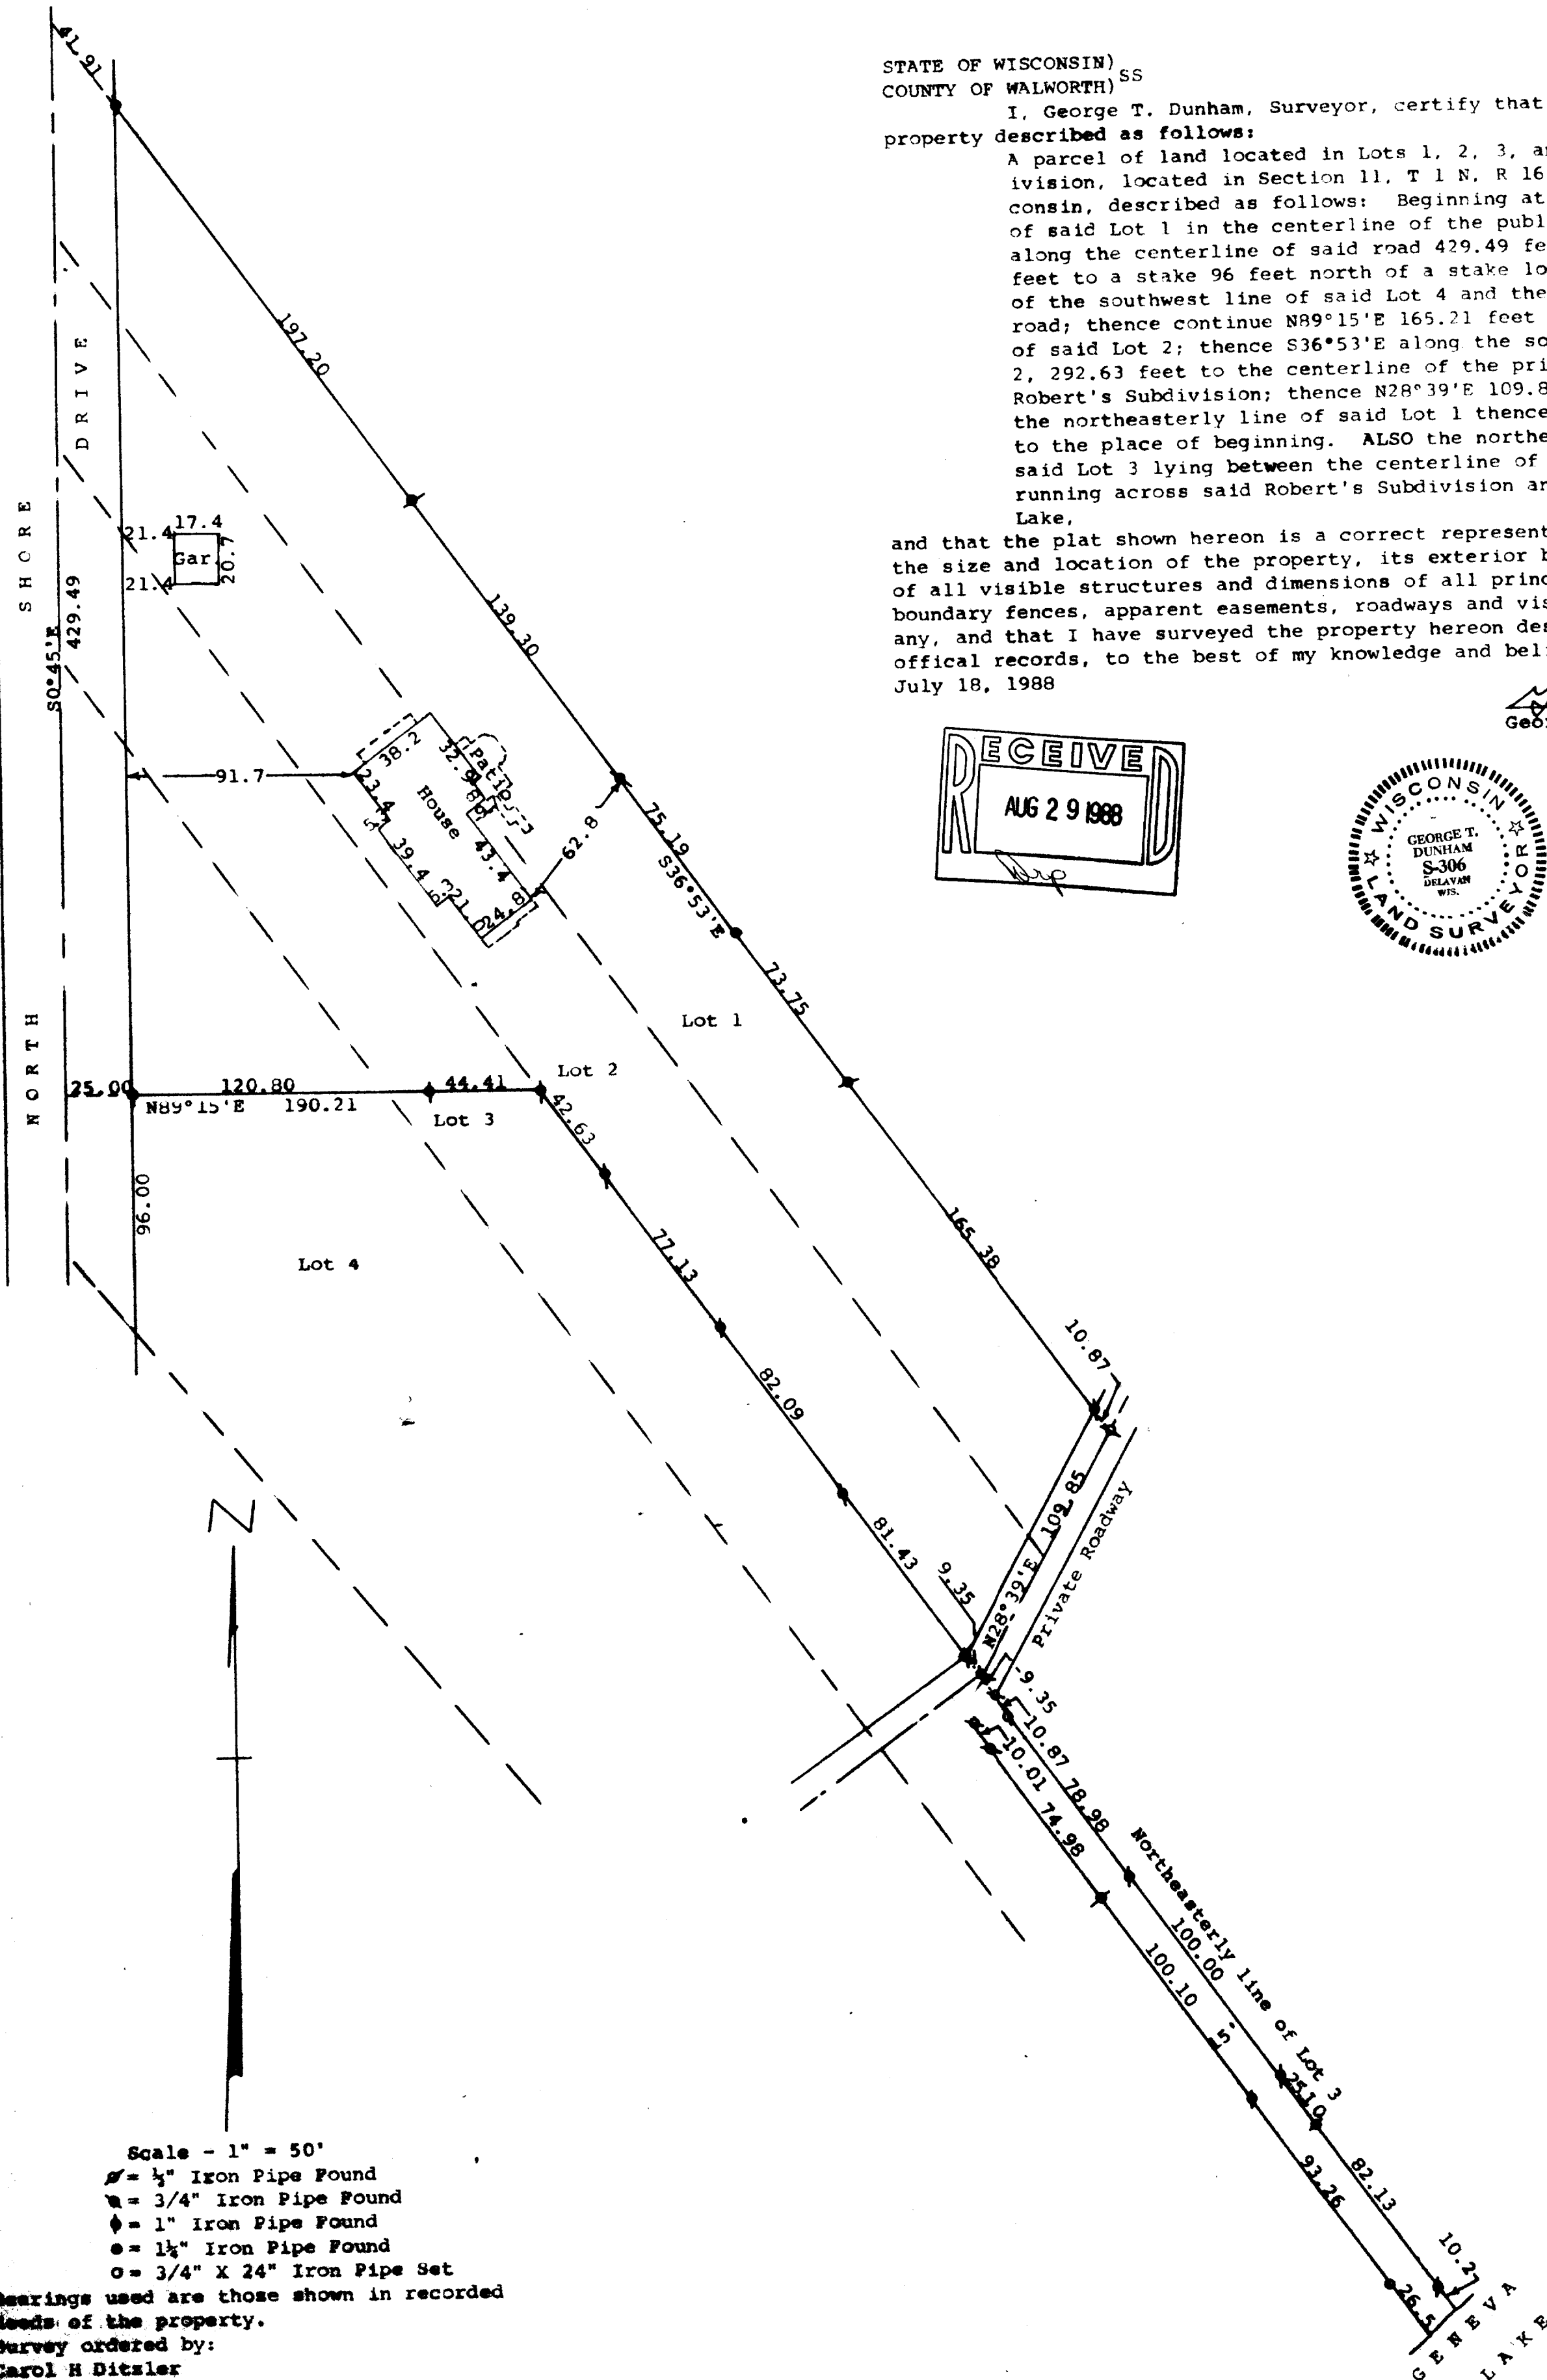 STATE OF WISCONSIN)
SS
COUNTY OF WALWORTH)
I, George T. Dunham, Surveyor, certify that
property described as follows:
A parcel of land located in Lots 1, 2, 3, a
ivision, located in Section 11, T 1 N, R 16
consin, described as follows: Beginning at
of said Lot 1 in the centerline of the publ
along the centerline of said road 429.49 fe
feet to a stake 96 feet north of a stake lo
of the southwest line of said Lot 4 and the
road; thence continue N89°15'E 165.21 feet
of said Lot 2; thence S36°53'E along the so
2, 292.63 feet to the centerline of the pri
Robert's Subdivision; thence N28°39'E 109.8
the northeasterly line of said Lot 1 thence
to the place of beginning. ALSO the northe
said Lot 3 lying between the centerline of
running across said Robert's Subdivision a
Lake,
and that the plat shown hereon is a correct represent
the size and location of the property, its exterior
of all visible structures and dimensions of all princ
boundary fences, apparent easements, roadways and vis
any, and that I have surveyed the property hereon des
offical records, to the best of my knowledge and bel
July 18, 1988
Geor
RECEIVED
AUG 29 1988
WISCONSIN
LAND SURVEYOR
GEORGE T.
DUNHAM
S-306
DELAVAN
WIS.
41.91
197.20
139.30
75.19
S36°53'E
73.75
165.38
10.87
NORTH SHORE DRIVE
S0°45'E
429.49
21.4
17.4
Gar.
20.7
21.4
91.7
38.2
32.9
Patio
23.4
House
39.4
43.4
24.8
62.8
Lot 1
Lot 2
25.00
120.80
44.41
N89°15'E 190.21
Lot 3
96.00
Lot 4
42.63
77.13
82.09
81.43
9.35
N28°39'E
109.85
Private Roadway
9.35
10.87
10.01
78.98
74.98
Northeasterly line of Lot 3
100.00
100.10
25.10
82.13
93.26
10.27
26.5
GENEVA
LAKE
N
Scale - 1" = 50'
= ½" Iron Pipe Found
= 3/4" Iron Pipe Found
= 1" Iron Pipe Found
= 1¼" Iron Pipe Found
= 3/4" X 24" Iron Pipe Set
Bearings used are those shown in recorded
deeds of the property.
Survey ordered by:
Carol H Ditzler